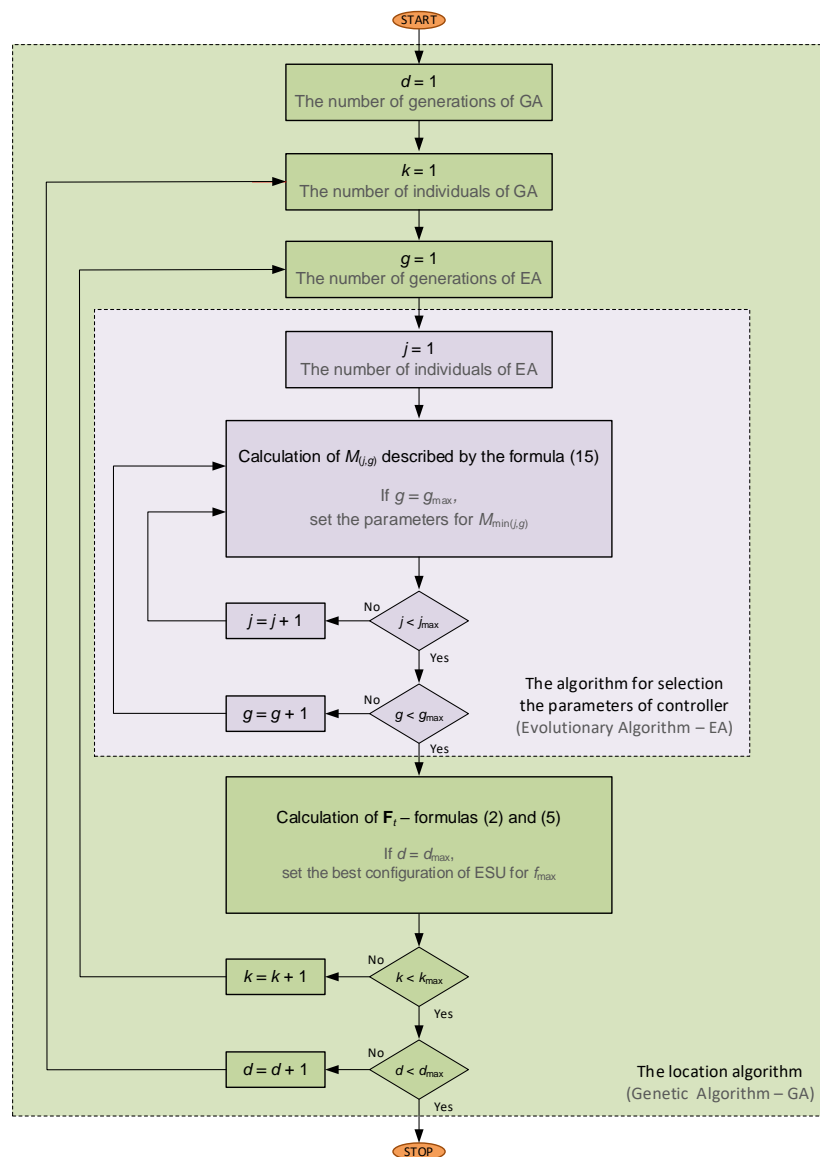 START
d = 1
The number of generations of GA
k = 1
The number of individuals of GA
g = 1
The number of generations of EA
j = 1
The number of individuals of EA
Calculation of M(j,g) described by the formula (15)
If g = gmax,
set the parameters for Mmin(j,g)
No
j = j + 1
j < jmax
Yes
No
g = g + 1
g < gmax
Yes
The algorithm for selection
the parameters of controller
(Evolutionary Algorithm – EA)
Calculation of Ft – formulas (2) and (5)
If d = dmax,
set the best configuration of ESU for fmax
No
k = k + 1
k < kmax
Yes
No
d = d + 1
d < dmax
Yes
The location algorithm
(Genetic Algorithm – GA)
STOP